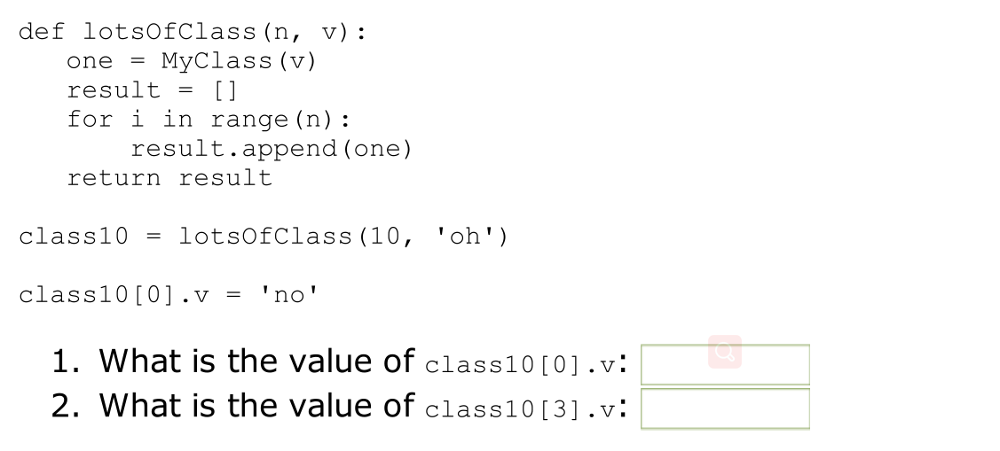 def lotsOfClass(n, v):
   one = MyClass(v)
   result = []
   for i in range(n):
       result.append(one)
   return result

class10 = lotsOfClass(10, 'oh')

class10[0].v = 'no'

1. What is the value of class10[0].v:
2. What is the value of class10[3].v: